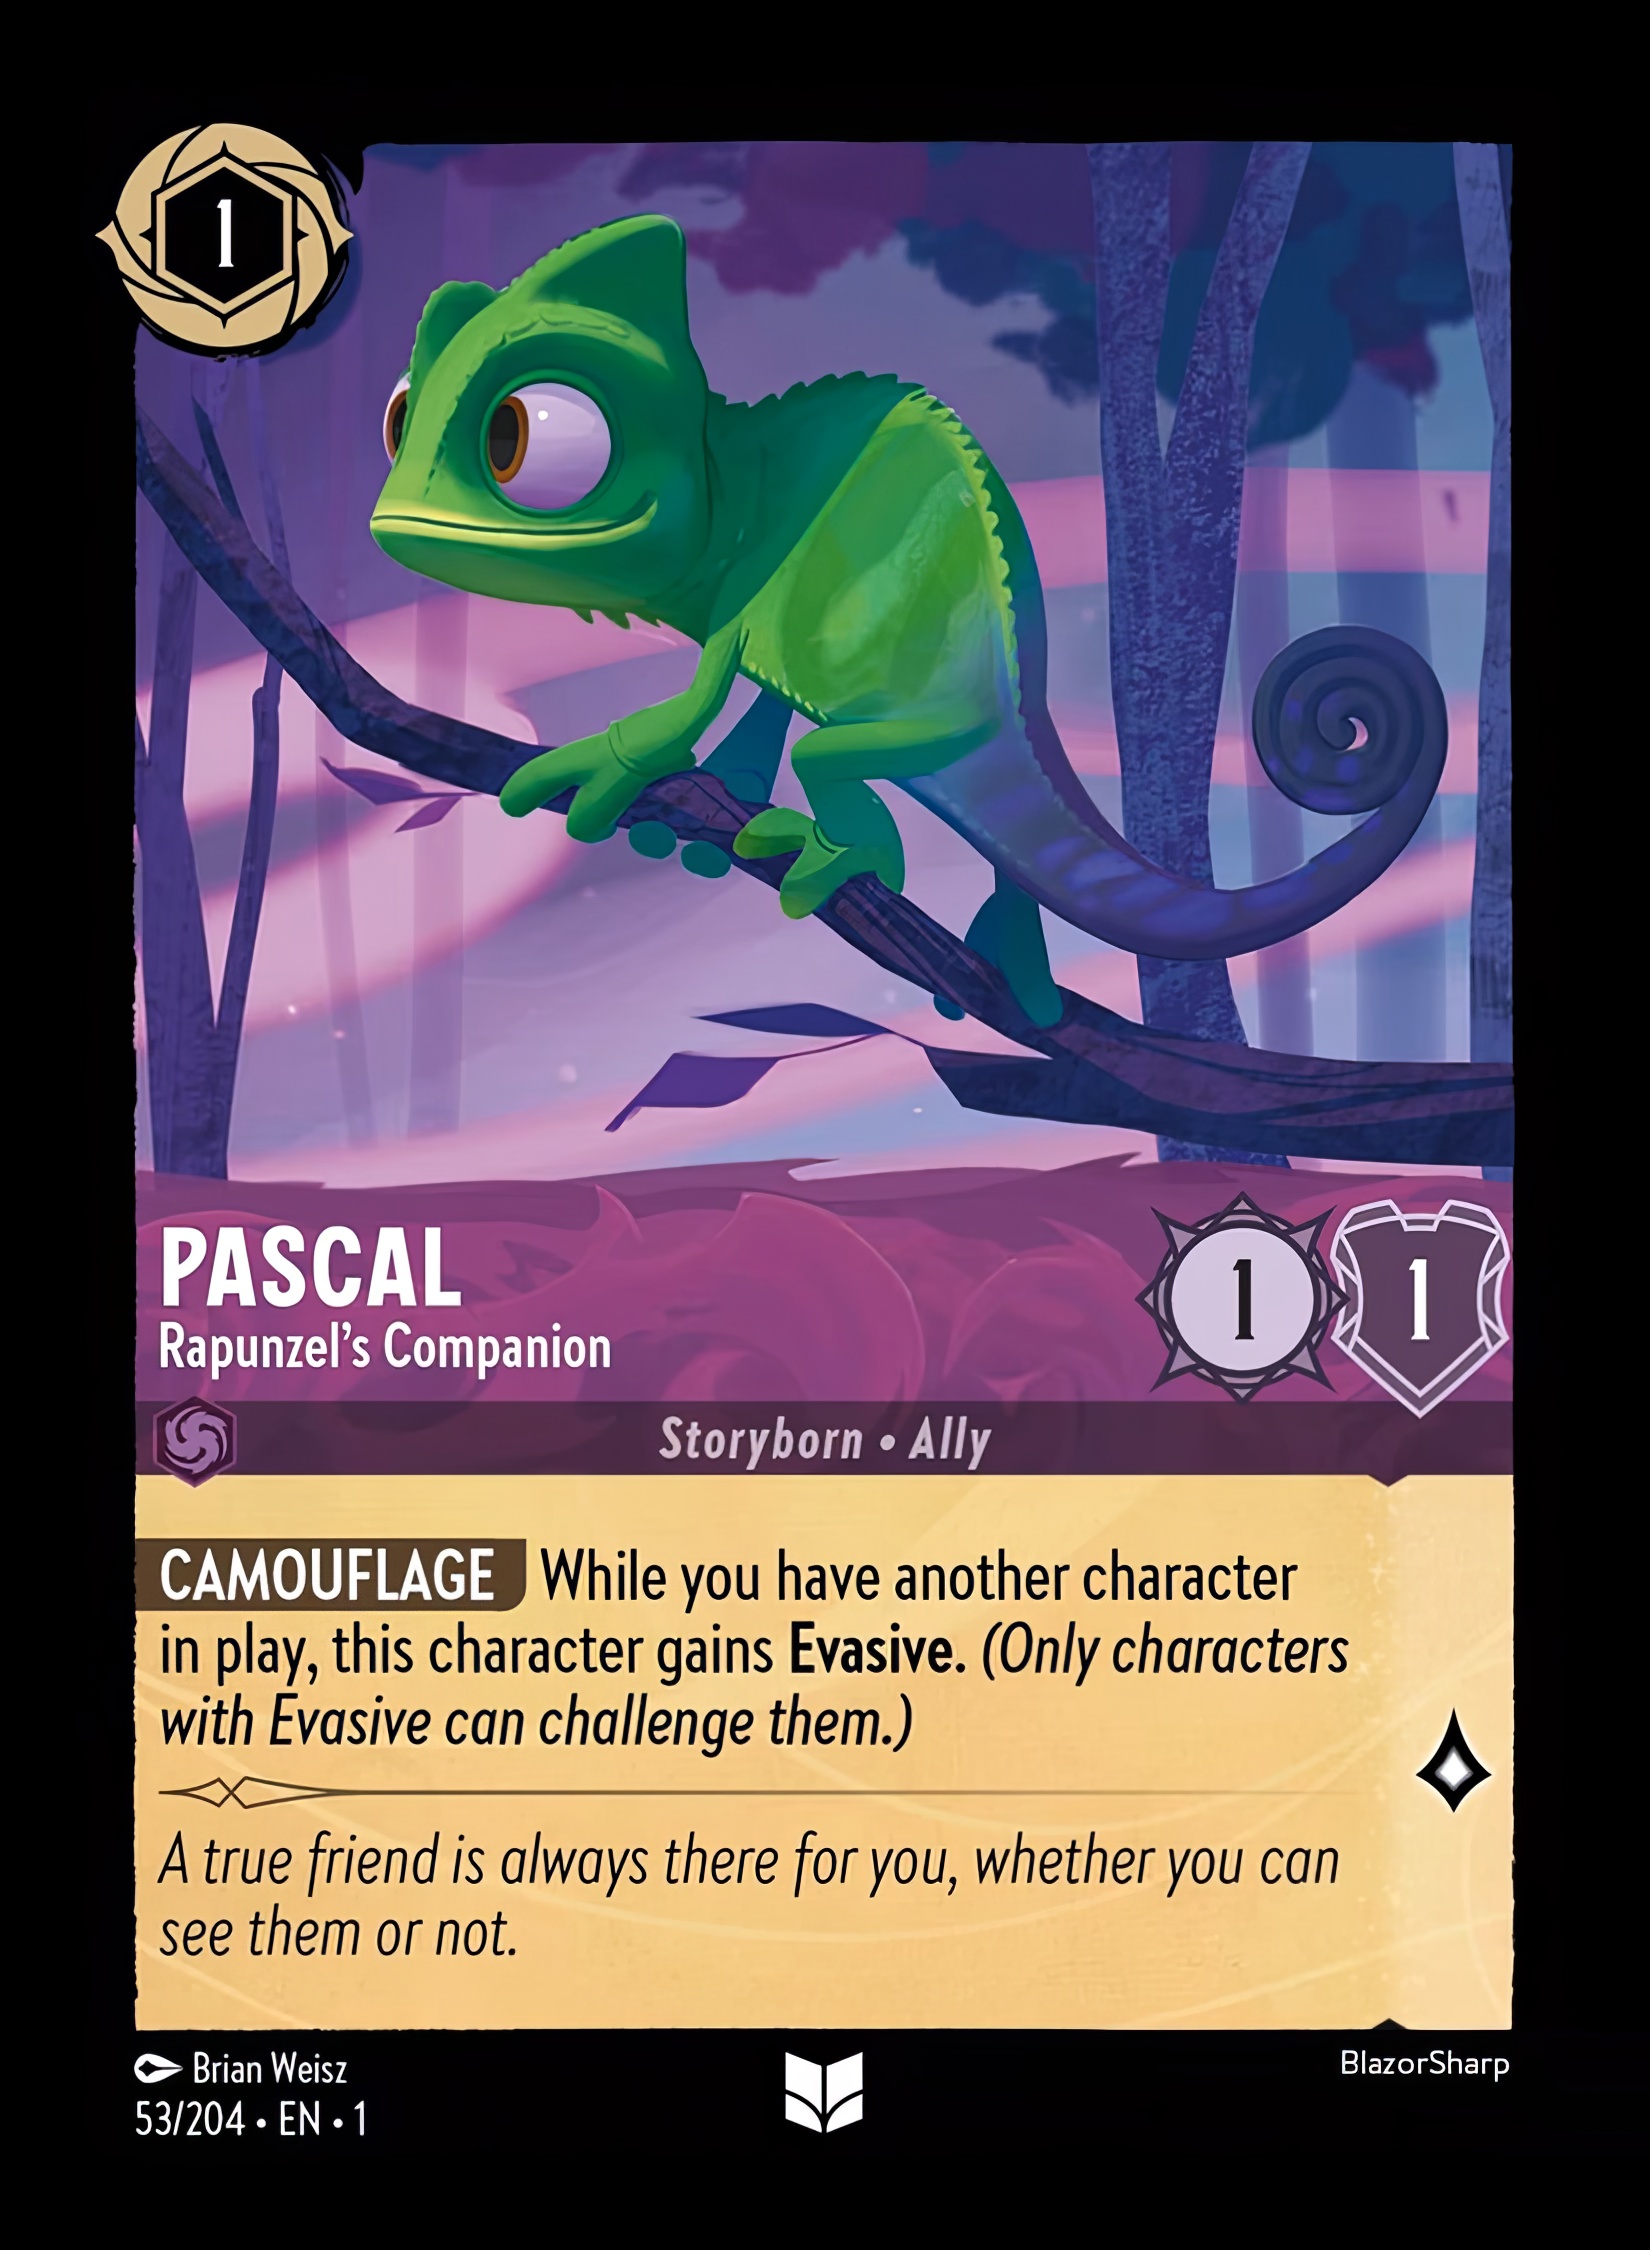 1
PASCAL
Rapunzel's Companion
1
1
Storyborn • Ally
CAMOUFLAGE While you have another character
in play, this character gains Evasive. (Only characters
with Evasive can challenge them.)
A true friend is always there for you, whether you can
see them or not.
Brian Weisz
53/204 • EN • 1
BlazorSharp